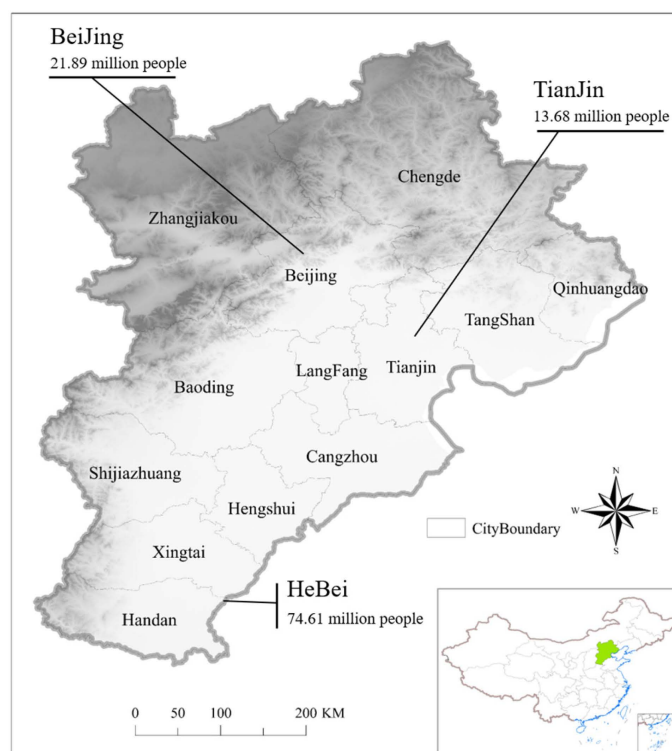 BeiJing
21.89 million people
TianJin
13.68 million people
Chengde
Zhangjiakou
Beijing
Qinhuangdao
TangShan
LangFang
Tianjin
Baoding
Cangzhou
Shijiazhuang
Hengshui
N
W
E
S
CityBoundary
Xingtai
HeBei
74.61 million people
Handan
0
50
100
200 KM